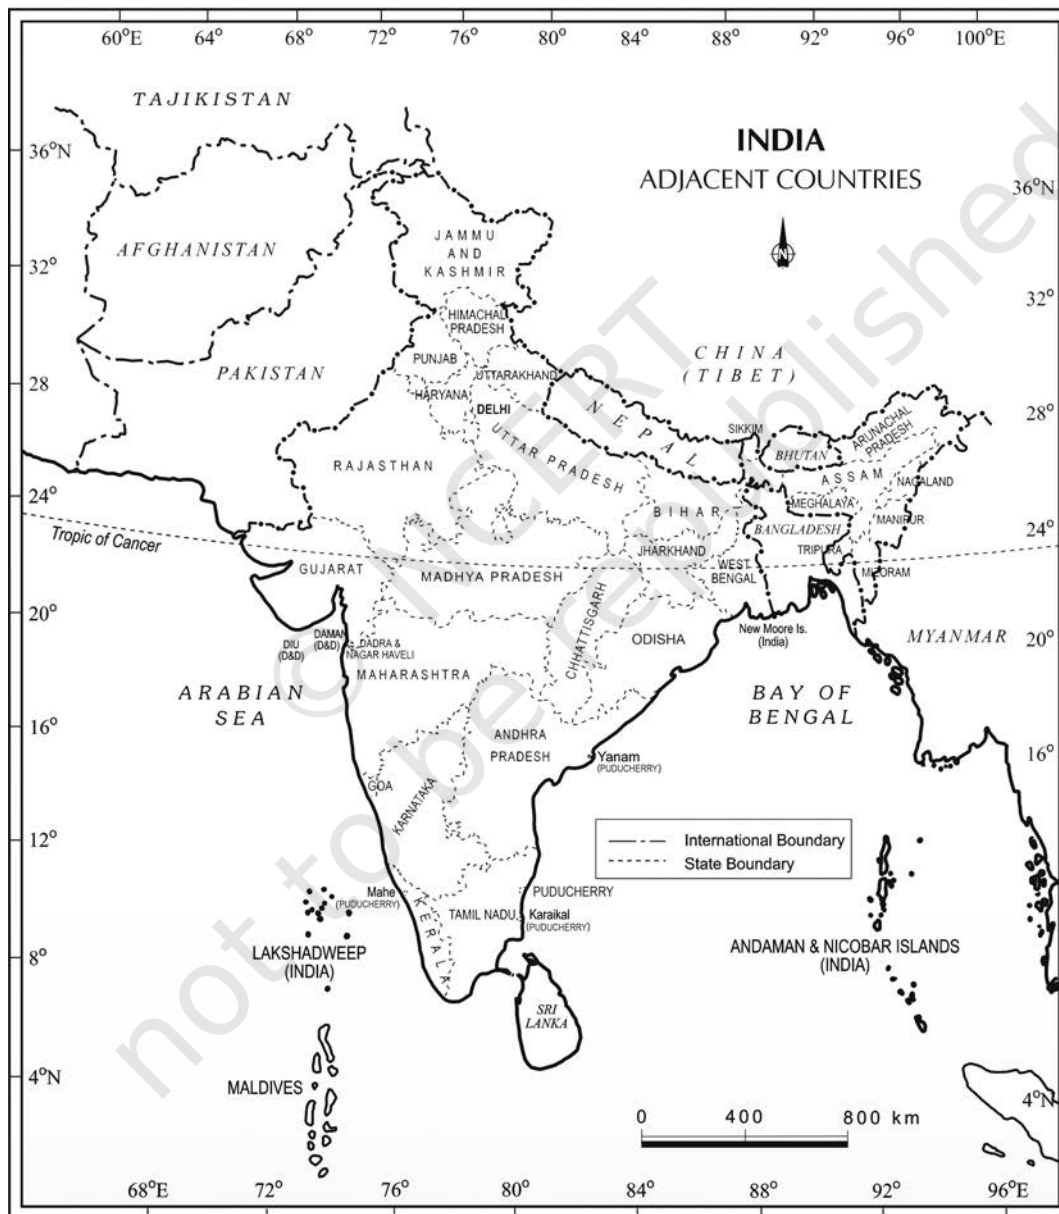 60°E 64° 68° 72° 76° 80° 84° 88° 92° 96° 100°E
TAJIKISTAN
INDIA
ADJACENT COUNTRIES
36°N
36°N
N
JAMMU
AND
KASHMIR
AFGHANISTAN
32°
32°
HIMACHAL
PRADESH
CHINA
(TIBET)
PUNJAB
PAKISTAN
UTTARAKHAND
28°
HARYANA
DELHI
NEPAL
SIKKIM
28°
ARUNACHAL
PRADESH
BHUTAN
UTTAR PRADESH
RAJASTHAN
ASSAM
NAGALAND
24°
MEGHALAYA
BIHAR
MANIPUR
BANGLADESH
24°
Tropic of Cancer
JHARKHAND
TRIPURA
GUJARAT
MADHYA PRADESH
WEST
BENGAL
MIZORAM
20°
CHHATTISGARH
New Moore Is.
(India)
ODISHA
MYANMAR
20°
DIU
(D&D)
DAMAN
(D&D)
DADRA &
NAGAR HAVELI
MAHARASHTRA
ARABIAN
SEA
BAY OF
BENGAL
16°
ANDHRA
PRADESH
Yanam
(PUDUCHERRY)
16°
GOA
KARNATAKA
12°
International Boundary
State Boundary
12°
Mahe
(PUDUCHERRY)
KERALA
PUDUCHERRY
TAMIL NADU
Karaikal
(PUDUCHERRY)
LAKSHADWEEP
(INDIA)
ANDAMAN & NICOBAR ISLANDS
(INDIA)
8°
8°
SRI
LANKA
4°N
MALDIVES
4°N
0 400 800 km
68°E 72° 76° 80° 84° 88° 92° 96°E
© NCERT
not to be republished